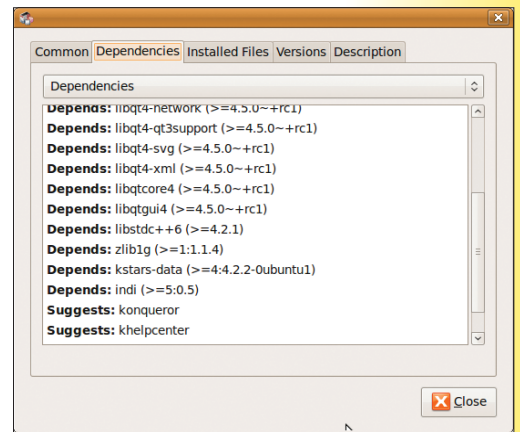 Common Dependencies Installed Files Versions Description
Dependencies
Depends: libqt4-network (>=4.5.0~+rc1)
Depends: libqt4-qt3support (>=4.5.0~+rc1)
Depends: libqt4-svg (>=4.5.0~+rc1)
Depends: libqt4-xml (>=4.5.0~+rc1)
Depends: libqtcore4 (>=4.5.0~+rc1)
Depends: libqtgui4 (>=4.5.0~+rc1)
Depends: libstdc++6 (>=4.2.1)
Depends: zlib1g (>=1:1.1.4)
Depends: kstars-data (>=4:4.2.2-0ubuntu1)
Depends: indi (>=5:0.5)
Suggests: konqueror
Suggests: khelpcenter
Close